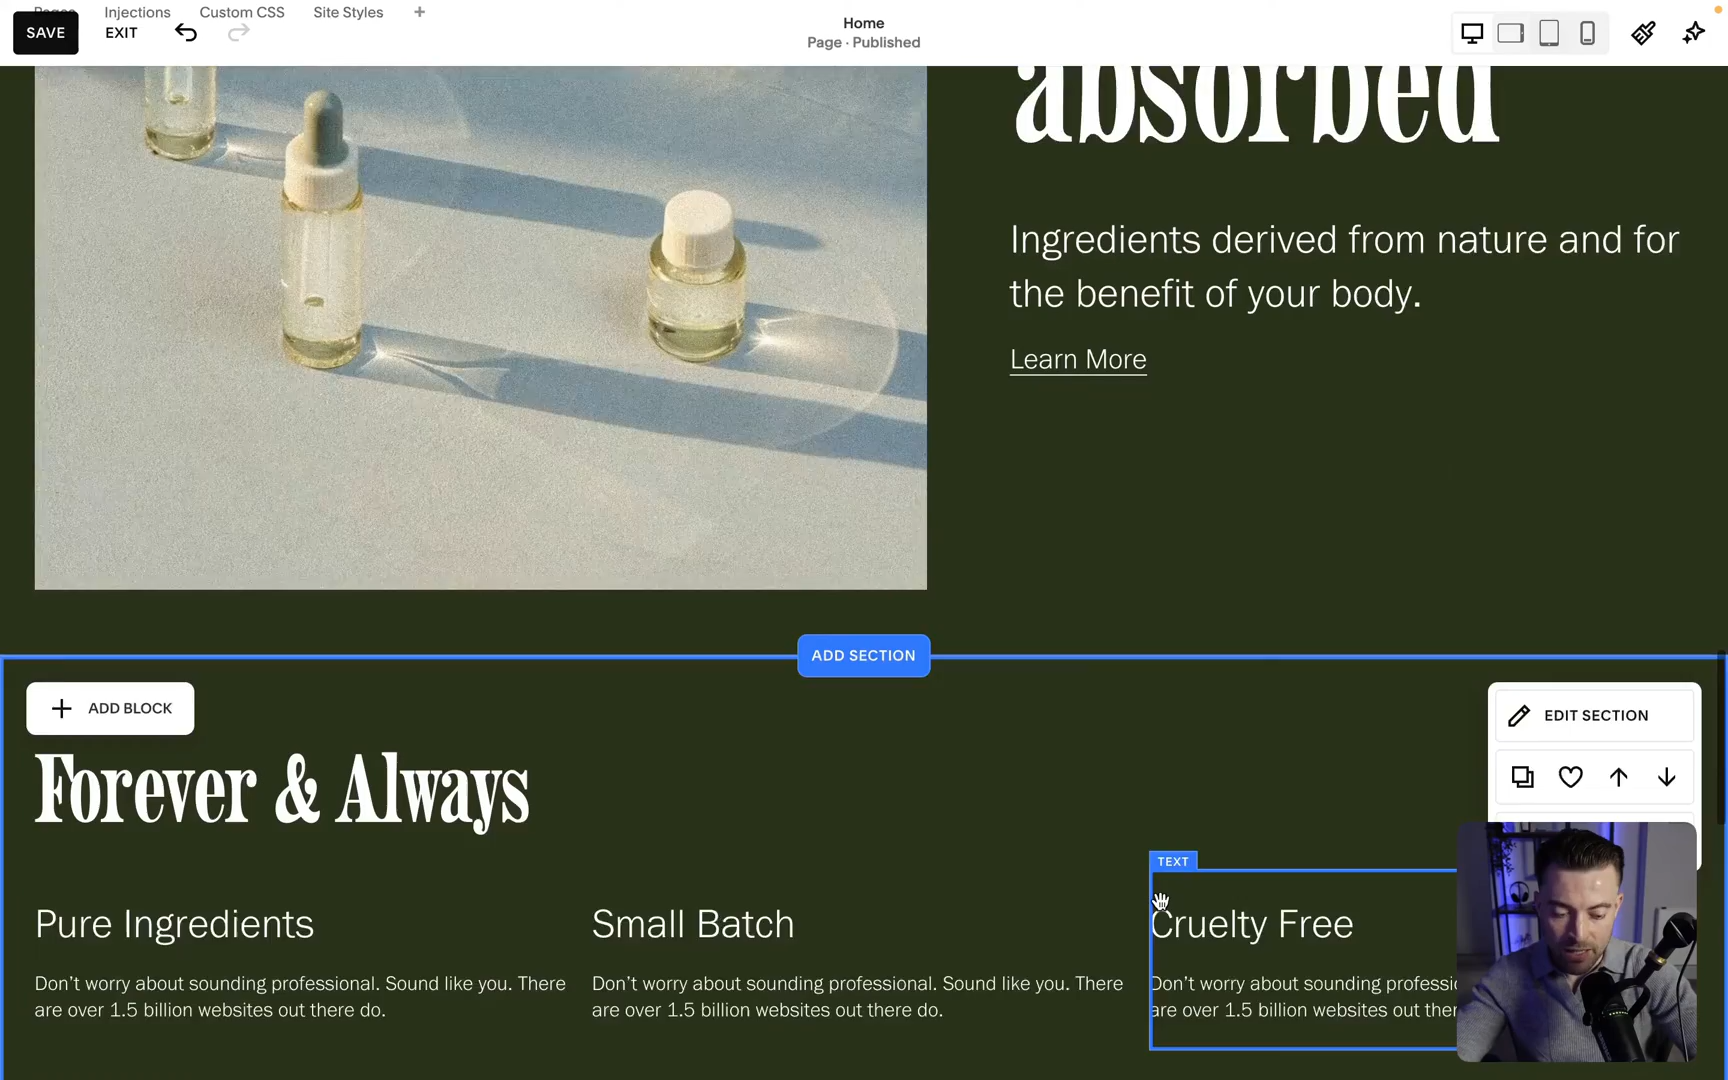 Pages Injections Custom CSS Site Styles +
SAVE EXIT
Home
Page · Published
absorbed
Ingredients derived from nature and for
the benefit of your body.
Learn More
ADD SECTION
ADD BLOCK
EDIT SECTION
Forever & Always
TEXT
Pure Ingredients
Don’t worry about sounding professional. Sound like you. There
are over 1.5 billion websites out there do.
Small Batch
Don’t worry about sounding professional. Sound like you. There
are over 1.5 billion websites out there do.
Cruelty Free
Don’t worry about sounding
are over 1.5 billion websites out